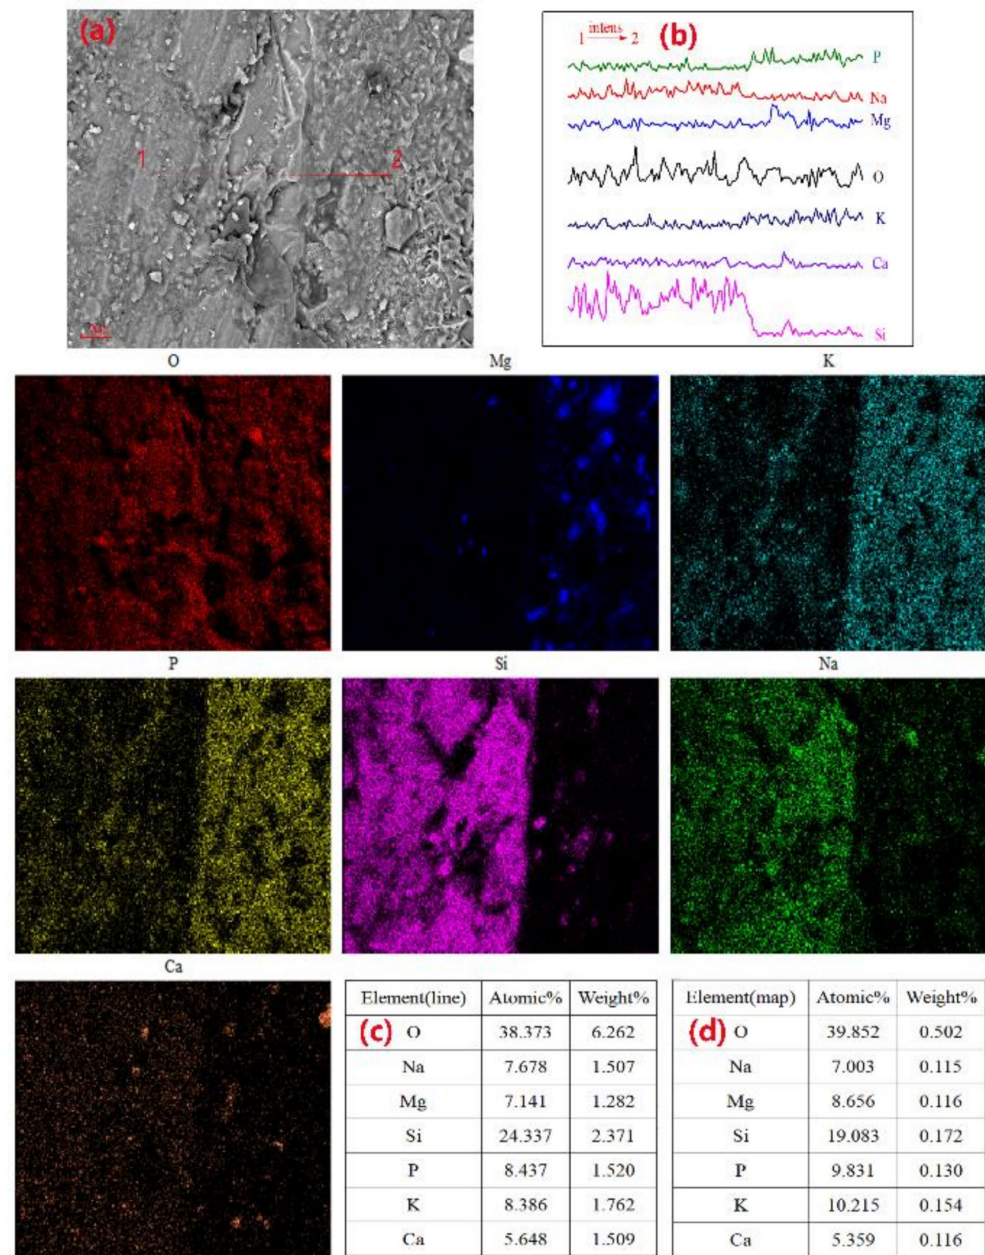 (a)
1
2
1 intens 2
(b)
P
Na
Mg
O
K
Ca
Si
O
Mg
K
P
Si
Na
Ca
Element(line) Atomic% Weight%
(c) O 38.373 6.262
Na 7.678 1.507
Mg 7.141 1.282
Si 24.337 2.371
P 8.437 1.520
K 8.386 1.762
Ca 5.648 1.509
Element(map) Atomic% Weight%
(d) O 39.852 0.502
Na 7.003 0.115
Mg 8.656 0.116
Si 19.083 0.172
P 9.831 0.130
K 10.215 0.154
Ca 5.359 0.116